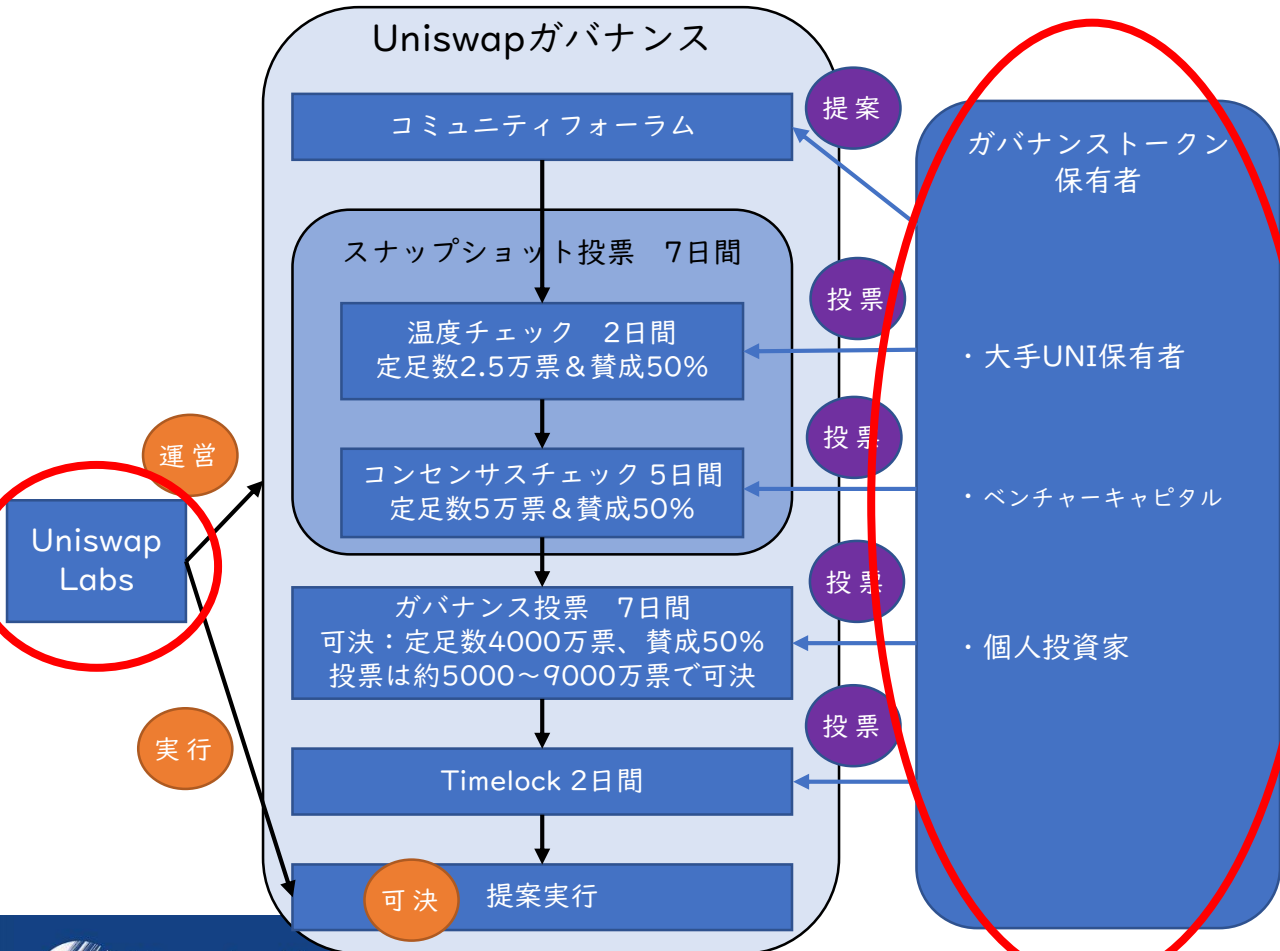 Uniswapガバナンス
コミュニティフォーラム
提案
ガバナンストークン
保有者
スナップショット投票　7日間
投票
温度チェック　2日間
定足数2.5万票＆賛成50%
・大手UNI保有者
運営
投票
コンセンサスチェック 5日間
定足数5万票＆賛成50%
・ベンチャーキャピタル
Uniswap
Labs
投票
ガバナンス投票　7日間
可決：定足数4000万票、賛成50%
投票は約5000～9000万票で可決
・個人投資家
実行
投票
Timelock 2日間
可決
提案実行